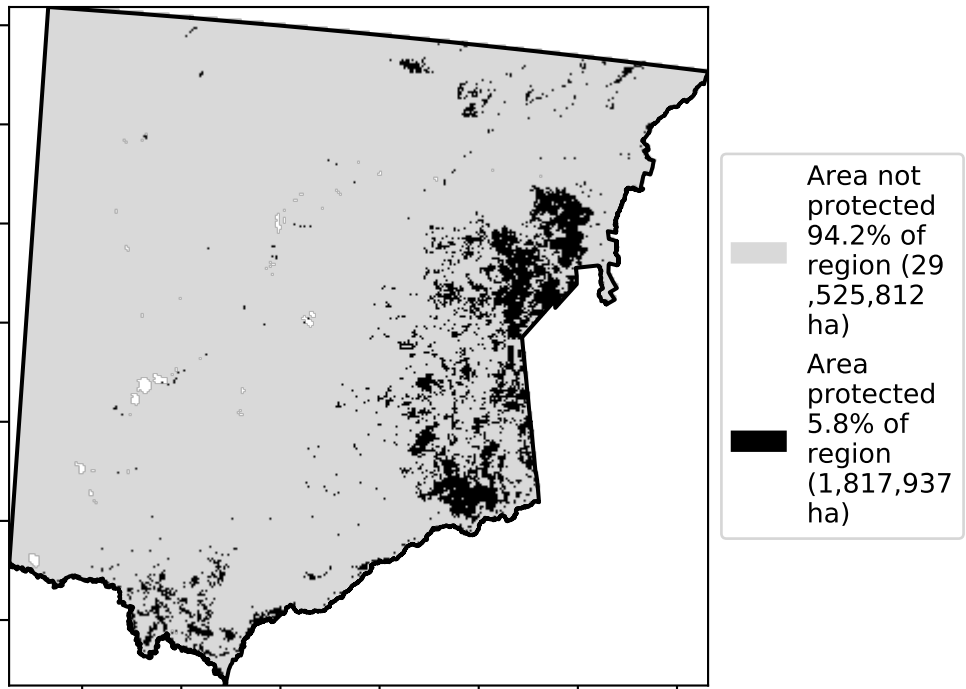 Area not
protected
94.2% of
region (29
,525,812
ha)
Area
protected
5.8% of
region
(1,817,937
ha)